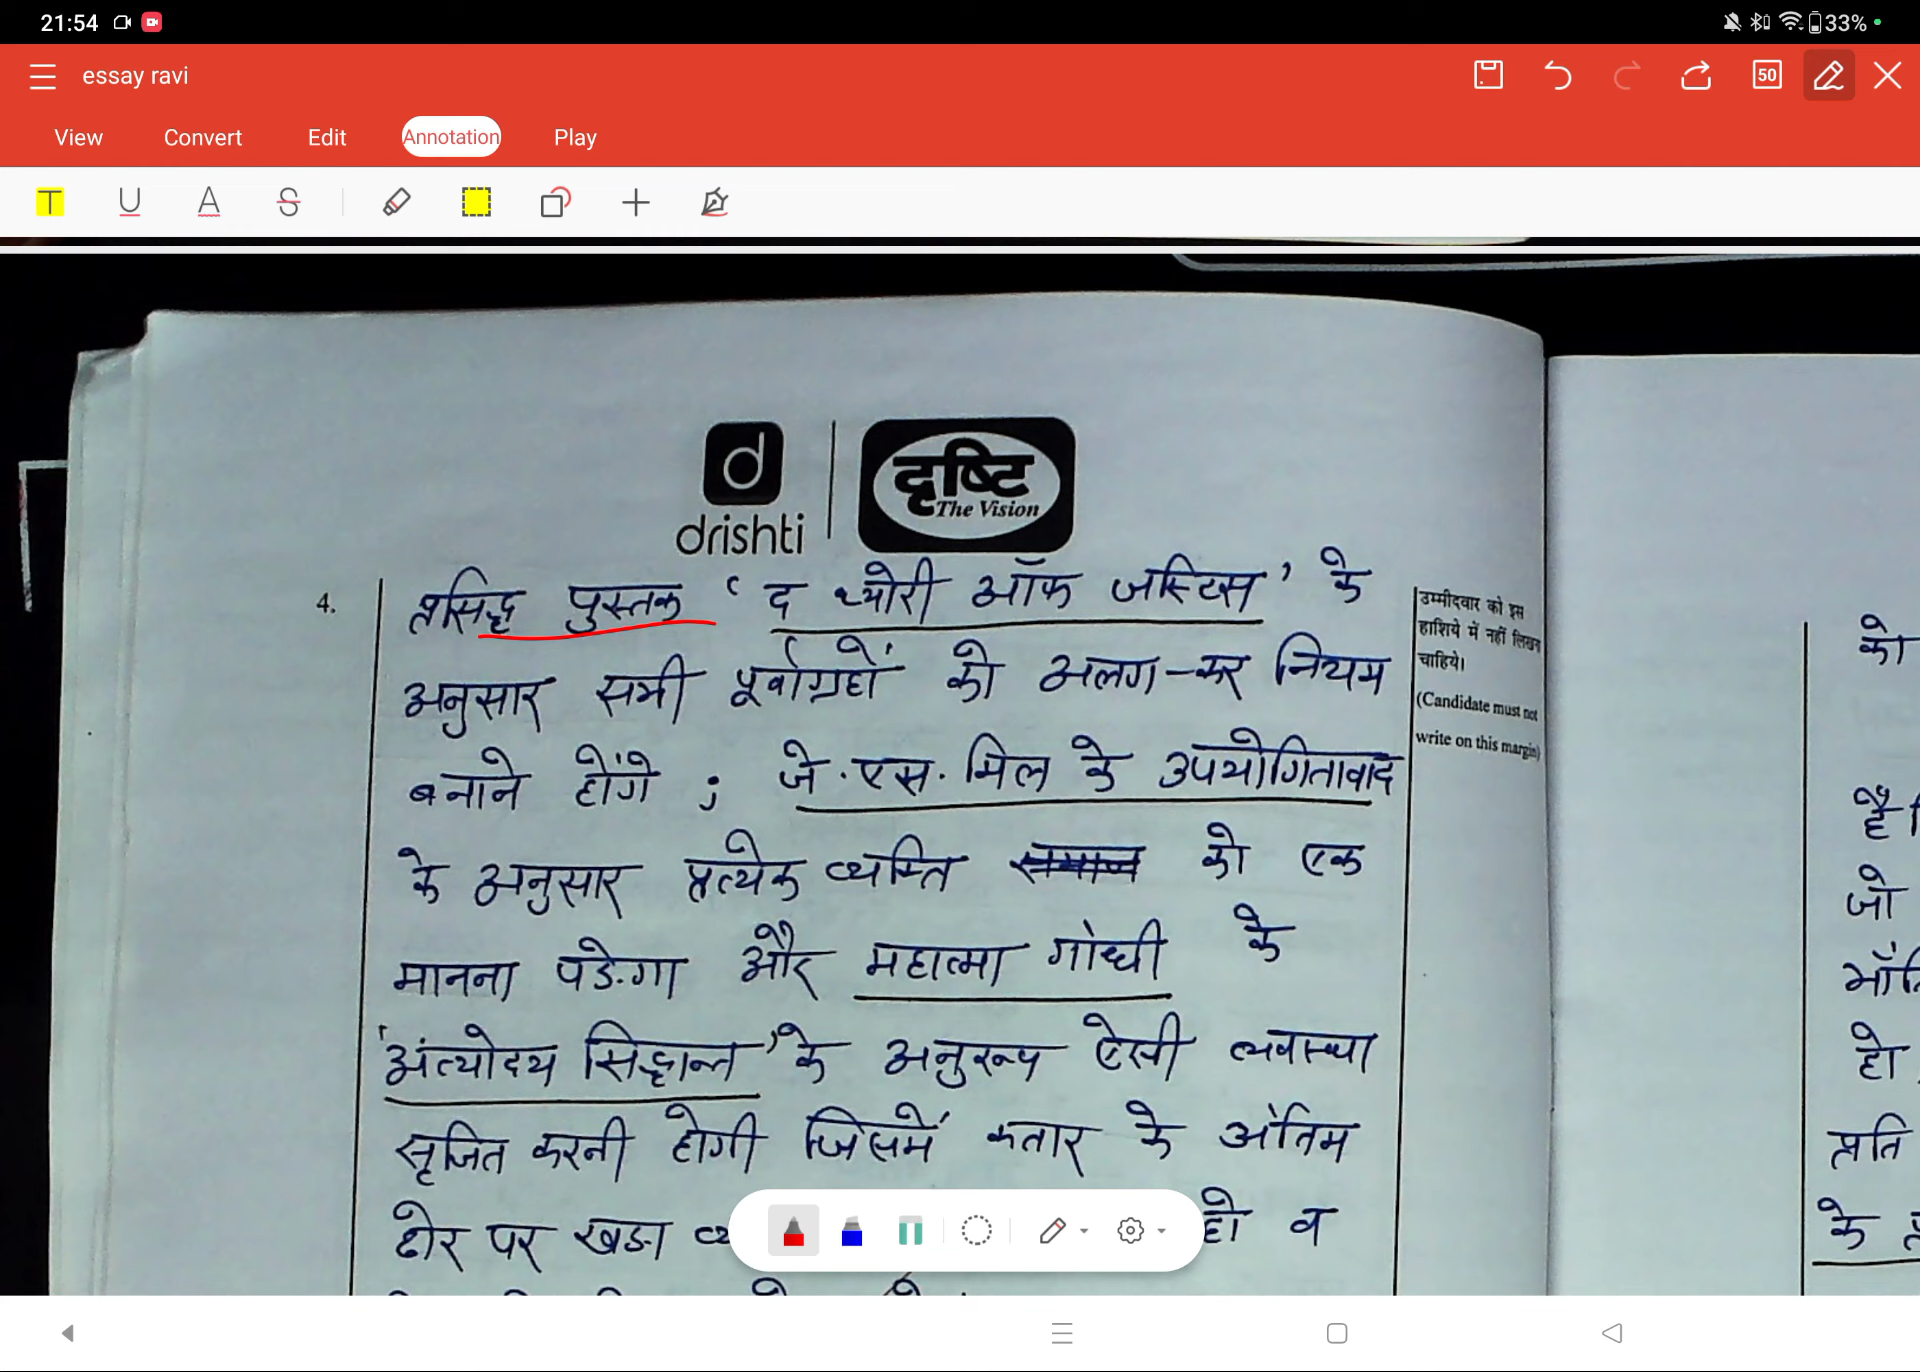 21:54 33%
essay ravi 50
View Convert Edit Annotation Play
T U A S
d दृष्टि
The Vision
drishti
4. प्रसिद्ध पुस्तक ‘द थ्योरी ऑफ जस्टिस’ के
अनुसार सभी पूर्वाग्रहों को अलग-कर नियम
बनाने होंगे ; जे.एस. मिल के उपयोगितावाद
के अनुसार प्रत्येक व्यक्ति को एक
मानना पड़ेगा और महात्मा गांधी के
'अंत्योदय सिद्धान्त’ के अनुरूप ऐसी व्यवस्था
सृजित करनी होगी जिसमें कतार के अंतिम
छोर पर खड़ा हो व
उम्मीदवार को इस
हाशिये में नहीं लिखना
चाहिये।
(Candidate must not
write on this margin)
को
है
जो
हो
प्रति
के